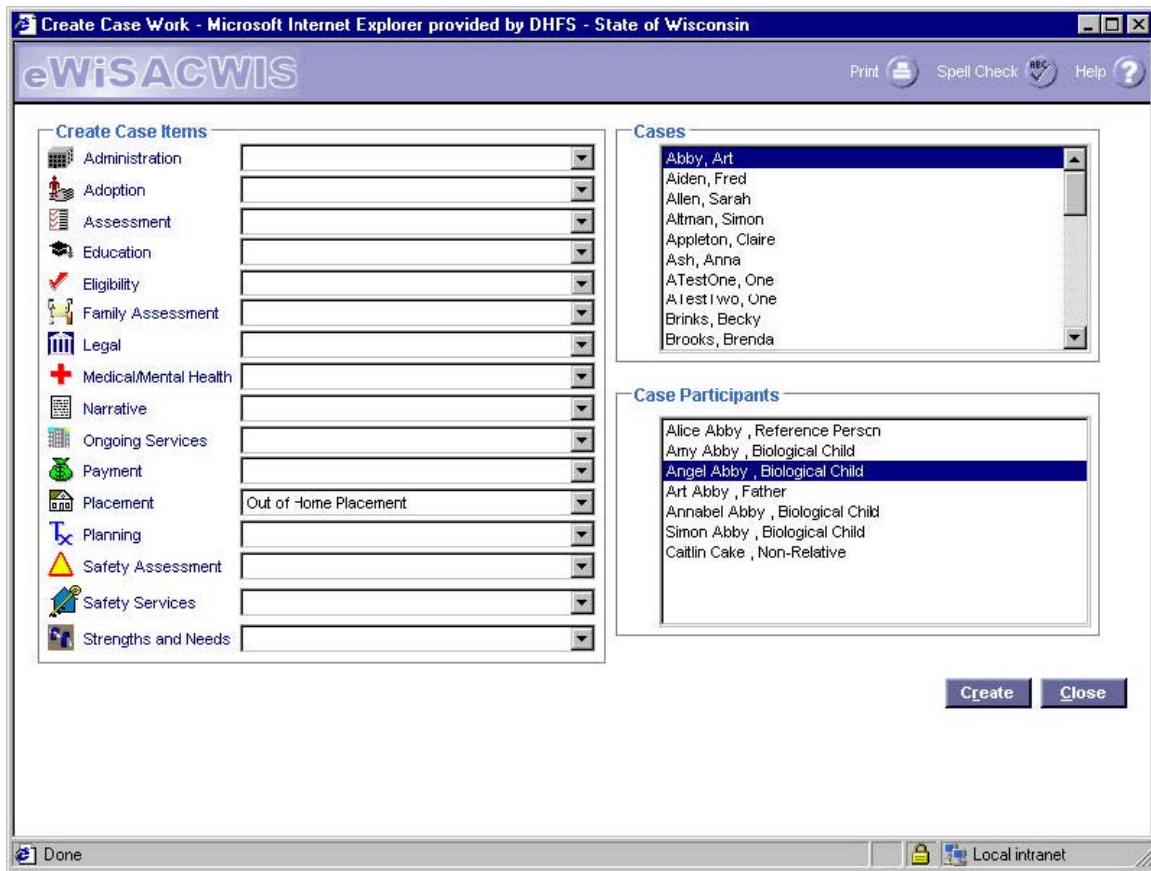 Create Case Work - Microsoft Internet Explorer provided by DHFS - State of Wisconsin
eWiSACWIS
Print
Spell Check
ABC
Help
?
Create Case Items
Administration
Adoption
Assessment
Education
Eligibility
Family Assessment
Legal
Medical/Mental Health
Narrative
Ongoing Services
Payment
Placement Out of Home Placement
Tx Planning
Safety Assessment
Safety Services
Strengths and Needs
Cases
Abby, Art
Aiden, Fred
Allen, Sarah
Altman, Simon
Appleton, Claire
Ash, Anna
ATestOne, One
ATestTwo, One
Brinks, Becky
Brooks, Brenda
Case Participants
Alice Abby , Reference Person
Amy Abby , Biological Child
Angel Abby , Biological Child
Art Abby , Father
Annabel Abby , Biological Child
Simon Abby , Biological Child
Caitlin Cake , Non-Relative
Create
Close
Done
Local intranet